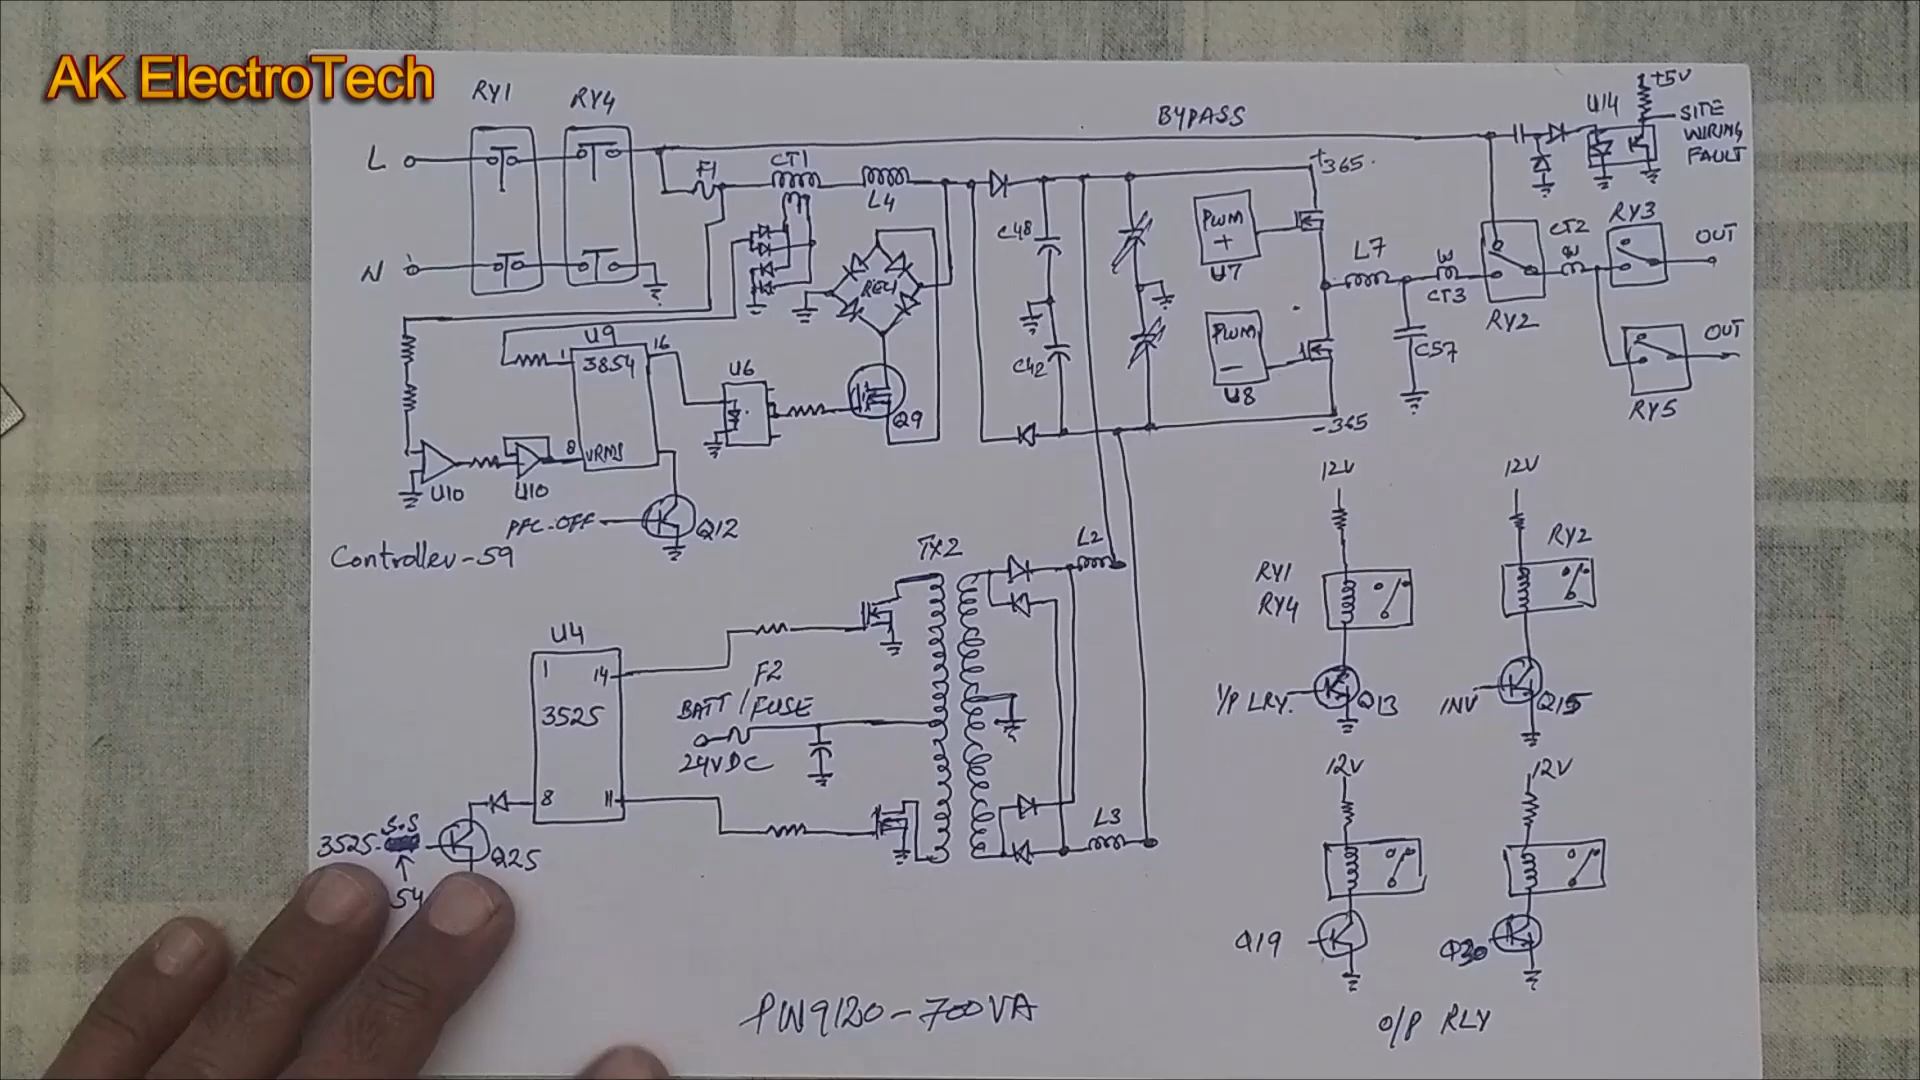 AK ElectroTech
RY1
RY4
BYPASS
U14
+5V
SITE
WIRING
FAULT
L
F1
CT1
L4
+365
C48
PWM
+
U7
L7
CT2
RY3
OUT
N
REC1
CT3
RY2
U9
1
16
3854
U6
C42
PWM
-
U8
C57
OUT
RY5
Q9
-365
8
VRMS
U10
U10
PFC-OFF
Q12
Controller-59
TX2
L2
12V
12V
RY1
RY4
RY2
U4
1
14
3525
8
11
F2
BATT/FUSE
24VDC
I/P LRY.
Q13
INV
Q15
12V
12V
L3
3525-S.S
54
Q25
Q19
Q30
PW9120-700VA
O/P RLY